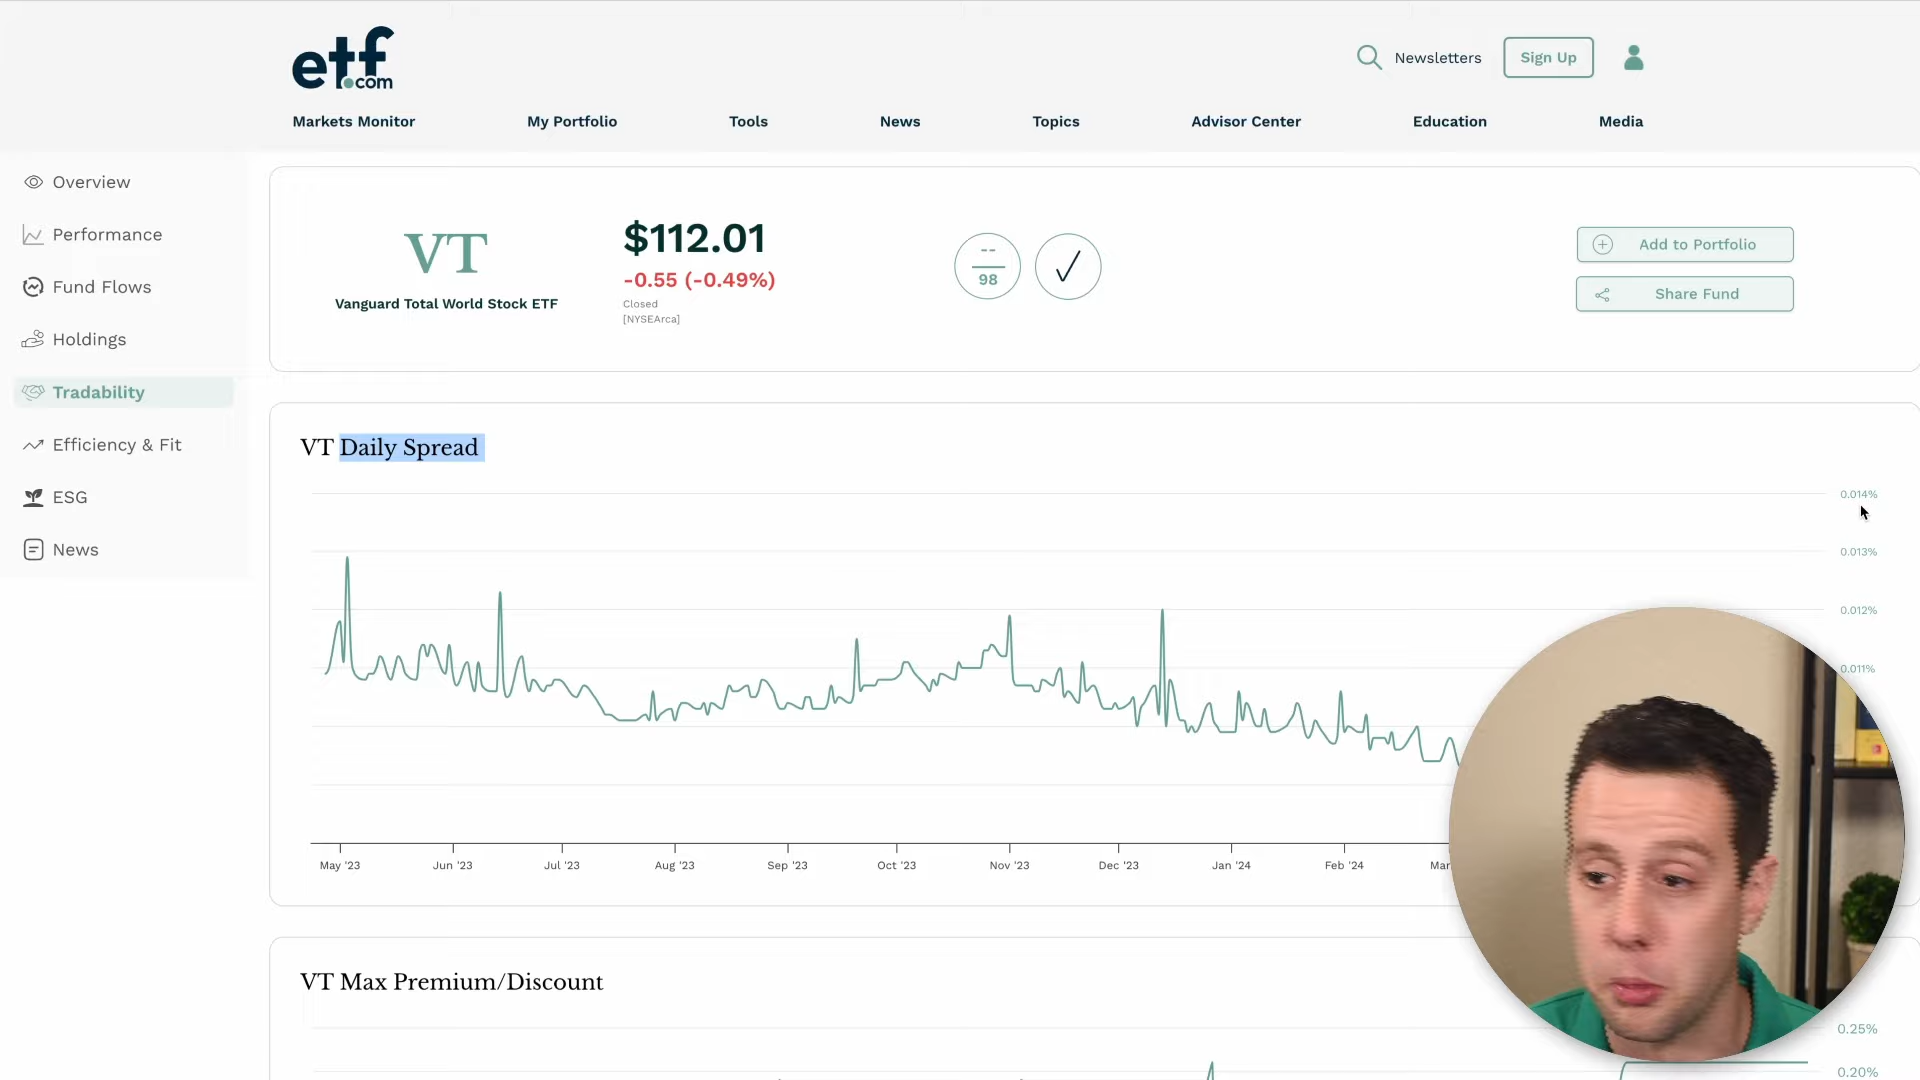 etf
.com
Newsletters
Sign Up
Markets Monitor
My Portfolio
Tools
News
Topics
Advisor Center
Education
Media
Overview
Performance
Fund Flows
Holdings
Tradability
Efficiency & Fit
ESG
News
VT
Vanguard Total World Stock ETF
$112.01
-0.55 (-0.49%)
Closed
[NYSEArca]
--
98
Add to Portfolio
Share Fund
VT Daily Spread
0.014%
0.013%
0.012%
0.011%
May '23
Jun '23
Jul '23
Aug '23
Sep '23
Oct '23
Nov '23
Dec '23
Jan '24
Feb '24
Mar
VT Max Premium/Discount
0.25%
0.20%